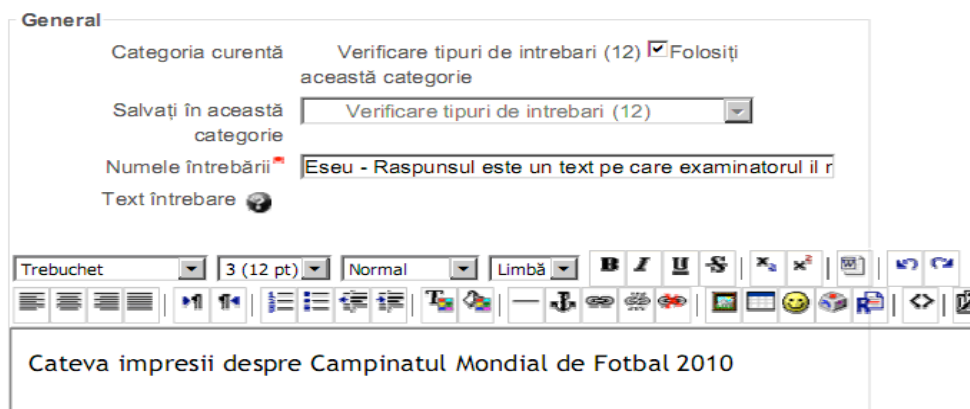 General
Categoria curentă Verificare tipuri de intrebari (12) Folosiți
această categorie
Salvați în această Verificare tipuri de intrebari (12)
categorie
Numele întrebării Eseu - Raspunsul este un text pe care examinatorul il
Text întrebare
Trebuchet 3 (12 pt) Normal Limbă B I U S x₂ x²
Cateva impresii despre Campinatul Mondial de Fotbal 2010